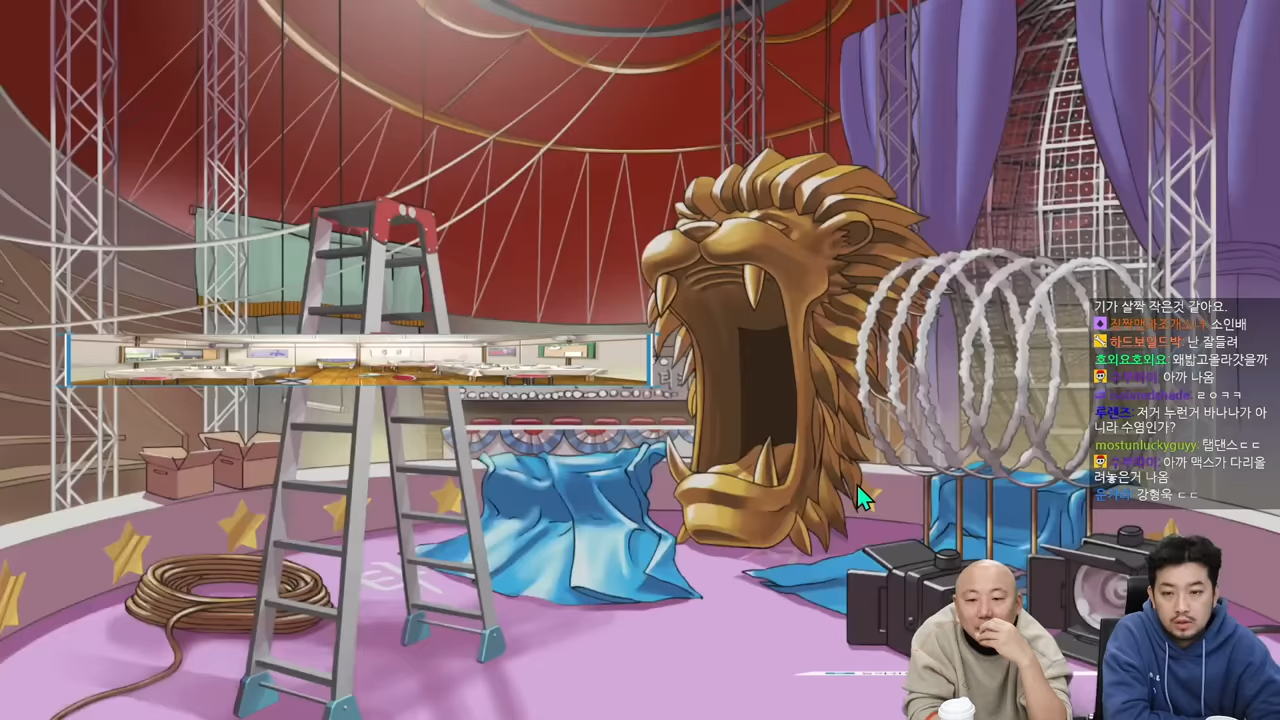 기가 살짝 작은것 같아요.
소인배
하드보일드박: 난 잘들려
호외요호외요: 왜밟고올라갓을까
아까 나옴
ㄹㅇㅋㅋ
루렌즈: 저거 누런거 바나나가 아
니라 수염인가?
mostunluckyguyy: 탭댄스ㄷㄷ
아까 맥스가 다리올
려놓은거 나옴
강형욱 ㄷㄷ